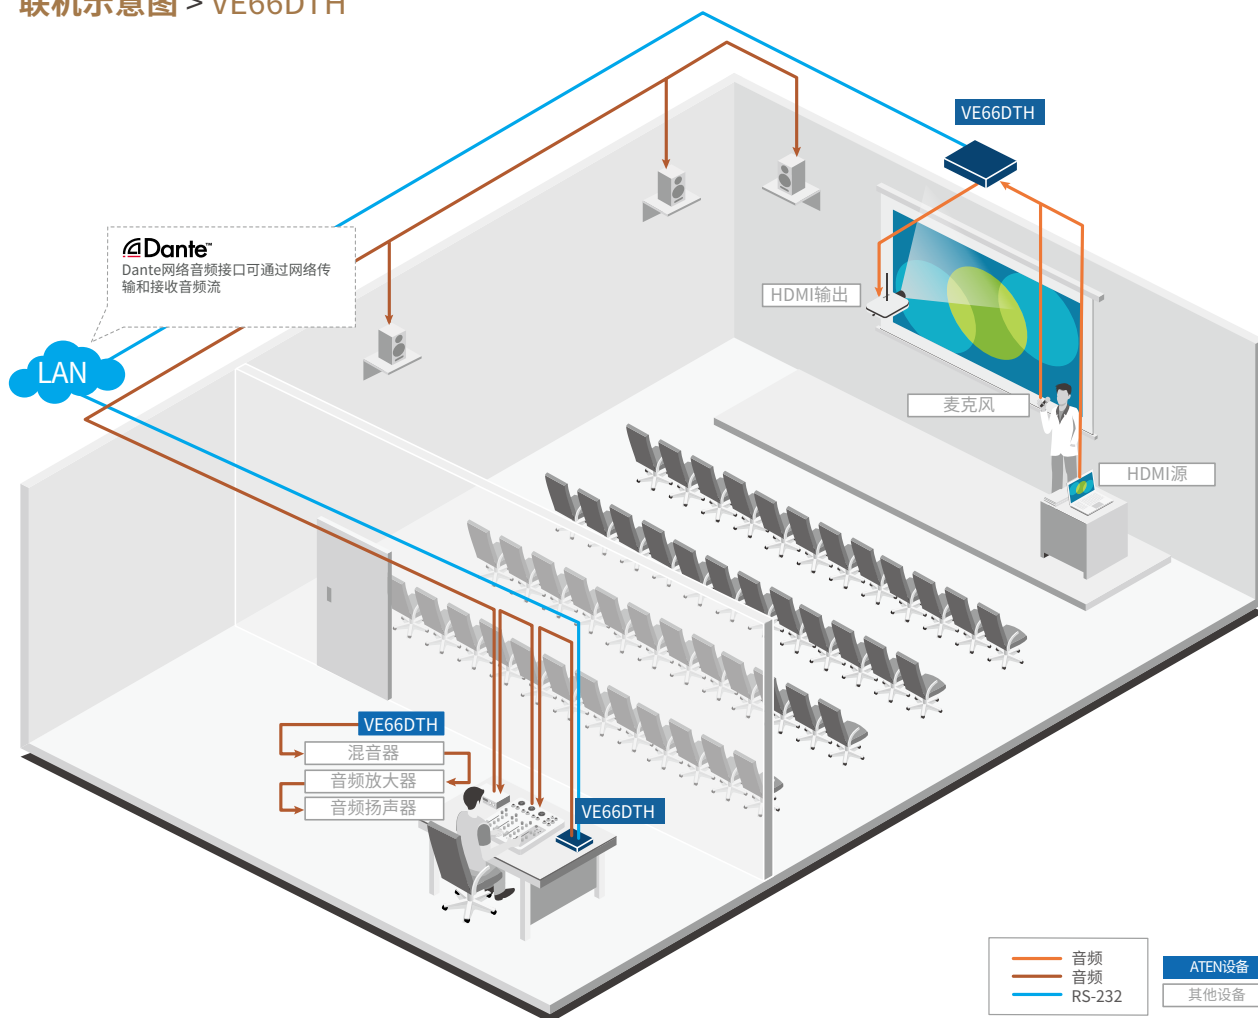 联机示意图 > VE66DTH
VE66DTH
Dante™
Dante网络音频接口可通过网络传
输和接收音频流
HDMI输出
LAN
麦克风
HDMI源
VE66DTH
混音器
音频放大器
音频扬声器
VE66DTH
音频
音频
RS-232
ATEN设备
其他设备